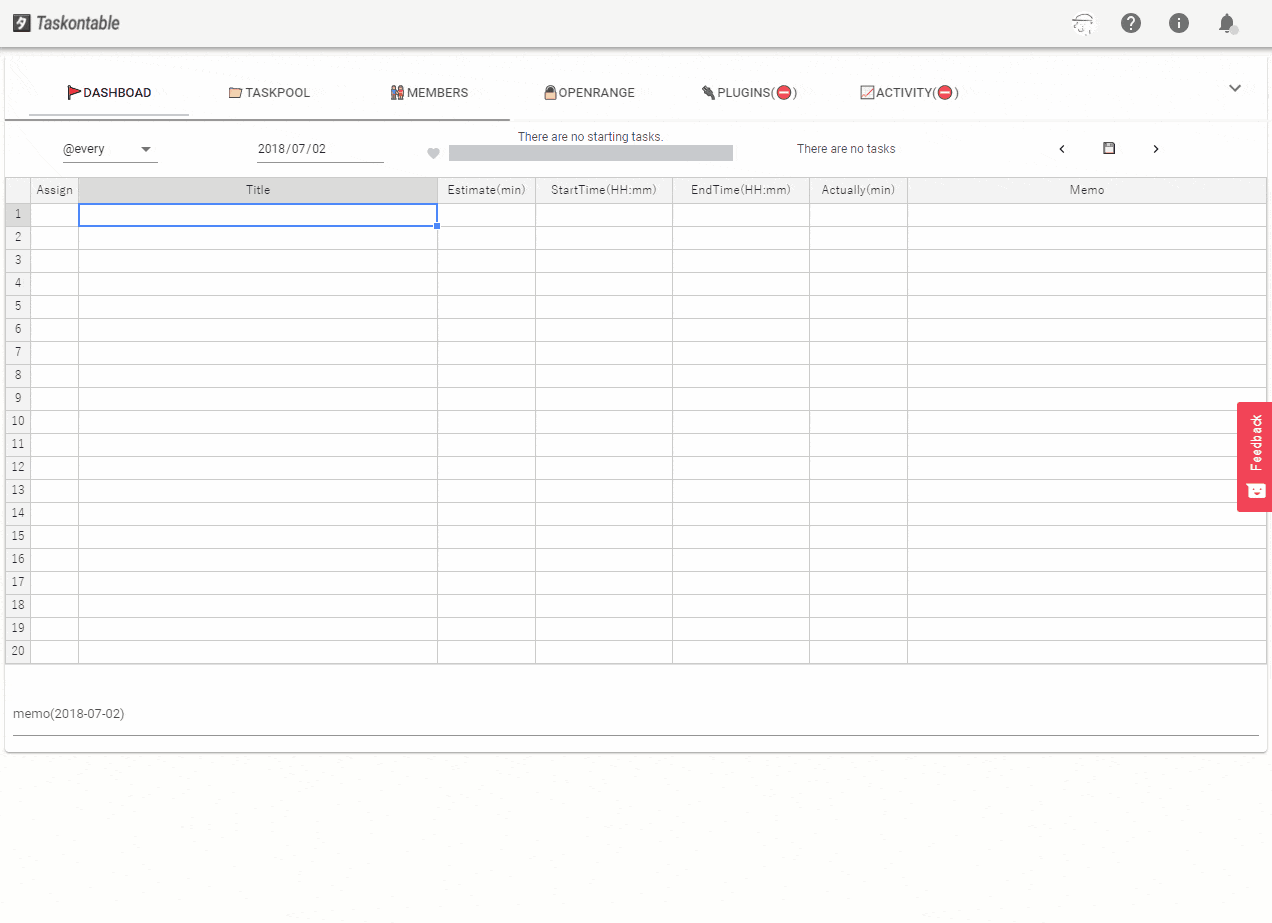 タ Taskontable
DASHBOAD TASKPOOL MEMBERS OPENRANGE PLUGINS(⛔) ACTIVITY(⛔)
There are no starting tasks.
@every 2018/07/02 There are no tasks
Assign Title Estimate(min) StartTime(HH:mm) EndTime(HH:mm) Actually(min) Memo
1
2
3
4
5
6
7
8
9
10
11
12
13
14
15
16
17
18
19
20
Feedback
memo(2018-07-02)